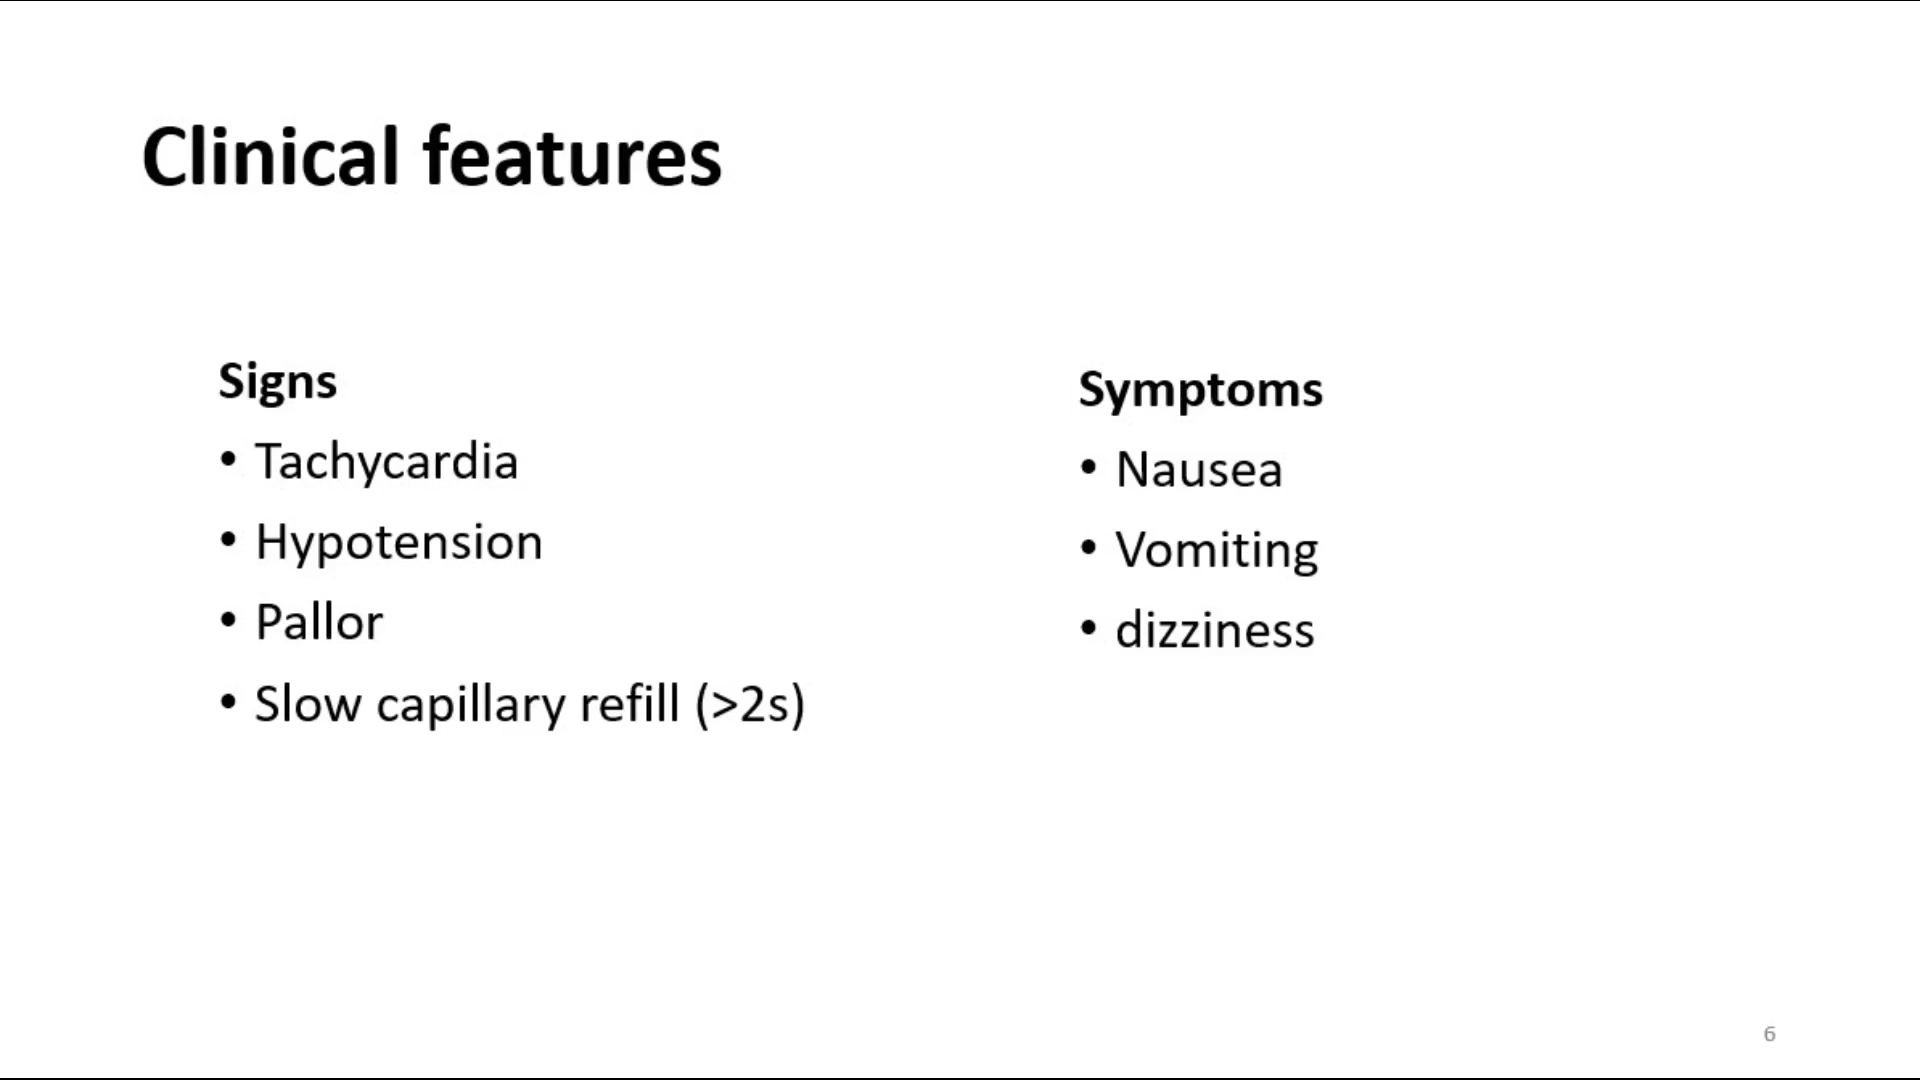 Clinical features
Signs
• Tachycardia
• Hypotension
• Pallor
• Slow capillary refill (>2s)
Symptoms
• Nausea
• Vomiting
• dizziness
6